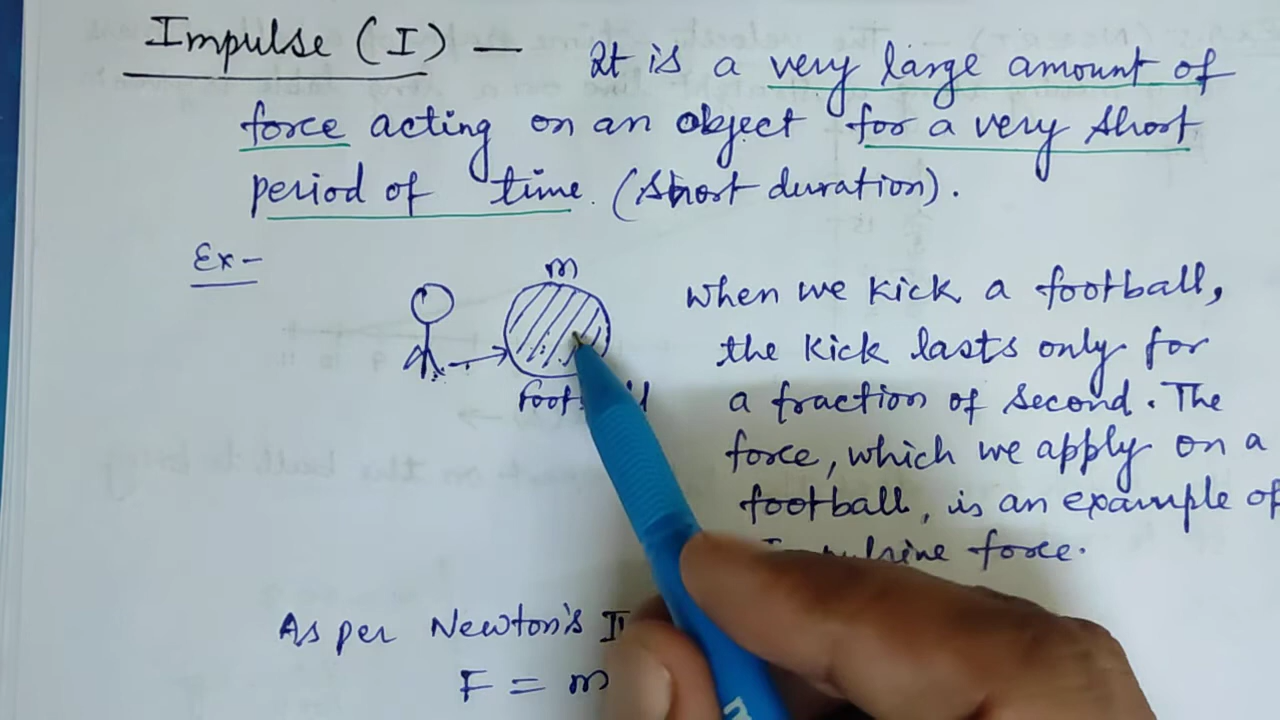 Impulse (I) — It is a very large amount of
force acting on an object for a very short
period of time. (short duration).
Ex-
m
When we kick a football,
the kick lasts only for
a fraction of second. The
force, which we apply on a
football, is an example of
force.
As per Newton's II
F = m